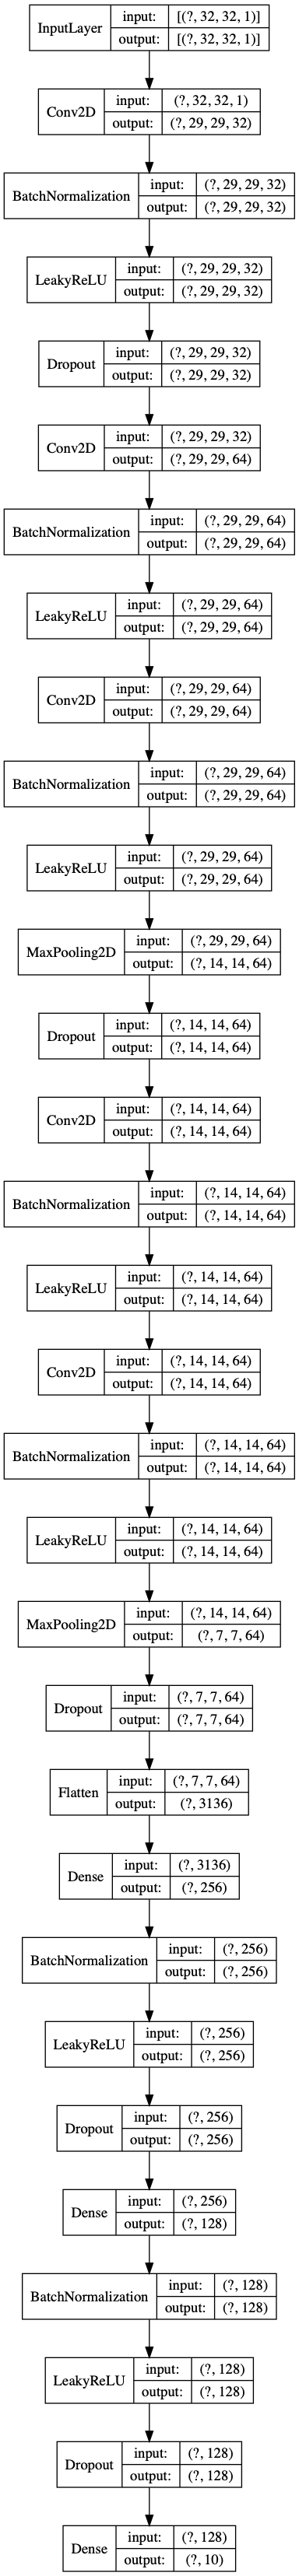 InputLayer input: [(?, 32, 32, 1)]
output: [(?, 32, 32, 1)]
Conv2D input: (?, 32, 32, 1)
output: (?, 29, 29, 32)
BatchNormalization input: (?, 29, 29, 32)
output: (?, 29, 29, 32)
LeakyReLU input: (?, 29, 29, 32)
output: (?, 29, 29, 32)
Dropout input: (?, 29, 29, 32)
output: (?, 29, 29, 32)
Conv2D input: (?, 29, 29, 32)
output: (?, 29, 29, 64)
BatchNormalization input: (?, 29, 29, 64)
output: (?, 29, 29, 64)
LeakyReLU input: (?, 29, 29, 64)
output: (?, 29, 29, 64)
Conv2D input: (?, 29, 29, 64)
output: (?, 29, 29, 64)
BatchNormalization input: (?, 29, 29, 64)
output: (?, 29, 29, 64)
LeakyReLU input: (?, 29, 29, 64)
output: (?, 29, 29, 64)
MaxPooling2D input: (?, 29, 29, 64)
output: (?, 14, 14, 64)
Dropout input: (?, 14, 14, 64)
output: (?, 14, 14, 64)
Conv2D input: (?, 14, 14, 64)
output: (?, 14, 14, 64)
BatchNormalization input: (?, 14, 14, 64)
output: (?, 14, 14, 64)
LeakyReLU input: (?, 14, 14, 64)
output: (?, 14, 14, 64)
Conv2D input: (?, 14, 14, 64)
output: (?, 14, 14, 64)
BatchNormalization input: (?, 14, 14, 64)
output: (?, 14, 14, 64)
LeakyReLU input: (?, 14, 14, 64)
output: (?, 14, 14, 64)
MaxPooling2D input: (?, 14, 14, 64)
output: (?, 7, 7, 64)
Dropout input: (?, 7, 7, 64)
output: (?, 7, 7, 64)
Flatten input: (?, 7, 7, 64)
output: (?, 3136)
Dense input: (?, 3136)
output: (?, 256)
BatchNormalization input: (?, 256)
output: (?, 256)
LeakyReLU input: (?, 256)
output: (?, 256)
Dropout input: (?, 256)
output: (?, 256)
Dense input: (?, 256)
output: (?, 128)
BatchNormalization input: (?, 128)
output: (?, 128)
LeakyReLU input: (?, 128)
output: (?, 128)
Dropout input: (?, 128)
output: (?, 128)
Dense input: (?, 128)
output: (?, 10)